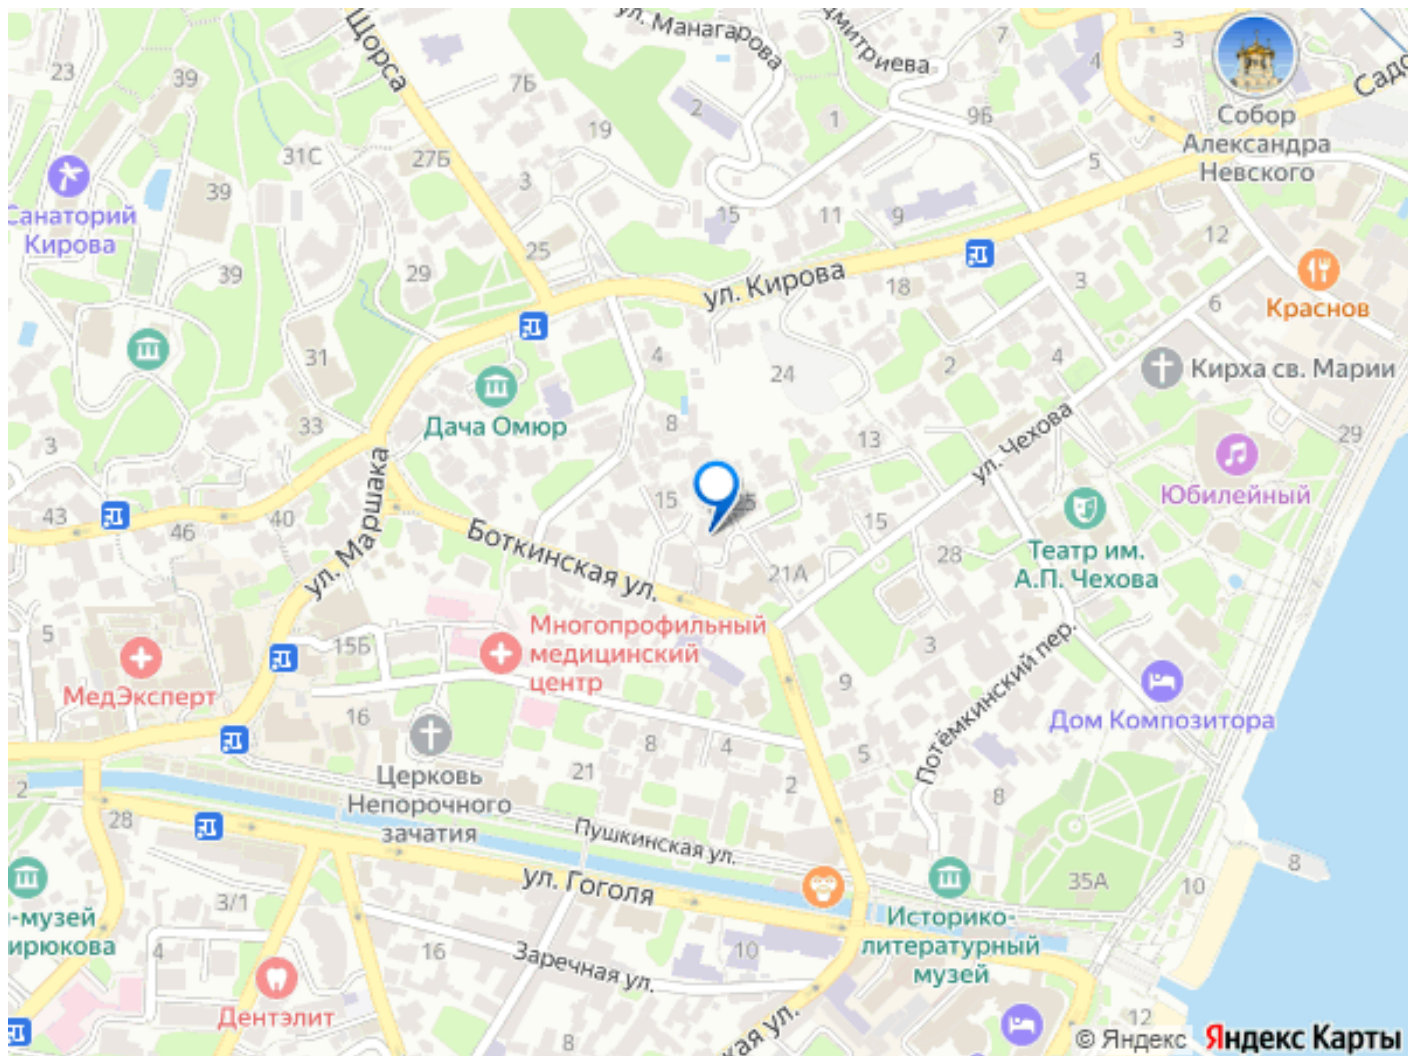 ул. Манагарова
Дмитриева
7
3
4
Садо
23
39
Щорса
7Б
2
19
1
9Б
5
Собор
Александра
Невского
31С
27Б
39
3
15
11
9
12
Санаторий
Кирова
39
29
25
ул. Кирова
18
3
6
Краснов
31
4
24
2
4
Кирха св. Марии
Дача Омюр
33
8
13
ул. Чехова
29
Юбилейный
3
43
46
40
ул. Маршака
15
15
28
Театр им.
А.П. Чехова
Боткинская ул.
21А
5
15Б
Многопрофильный
медицинский
центр
3
9
Потёмкинский пер.
МедЭксперт
16
Дом Композитора
8
4
5
2
8
Церковь
Непорочного
зачатия
21
2
28
Пушкинская ул.
ул. Гоголя
35А
10
8
3/1
-музей
ирюкова
4
16
Заречная ул.
10
Историко-
литературный
музей
Дентэлит
8
кая ул.
12
© Яндекс
Яндекс Карты